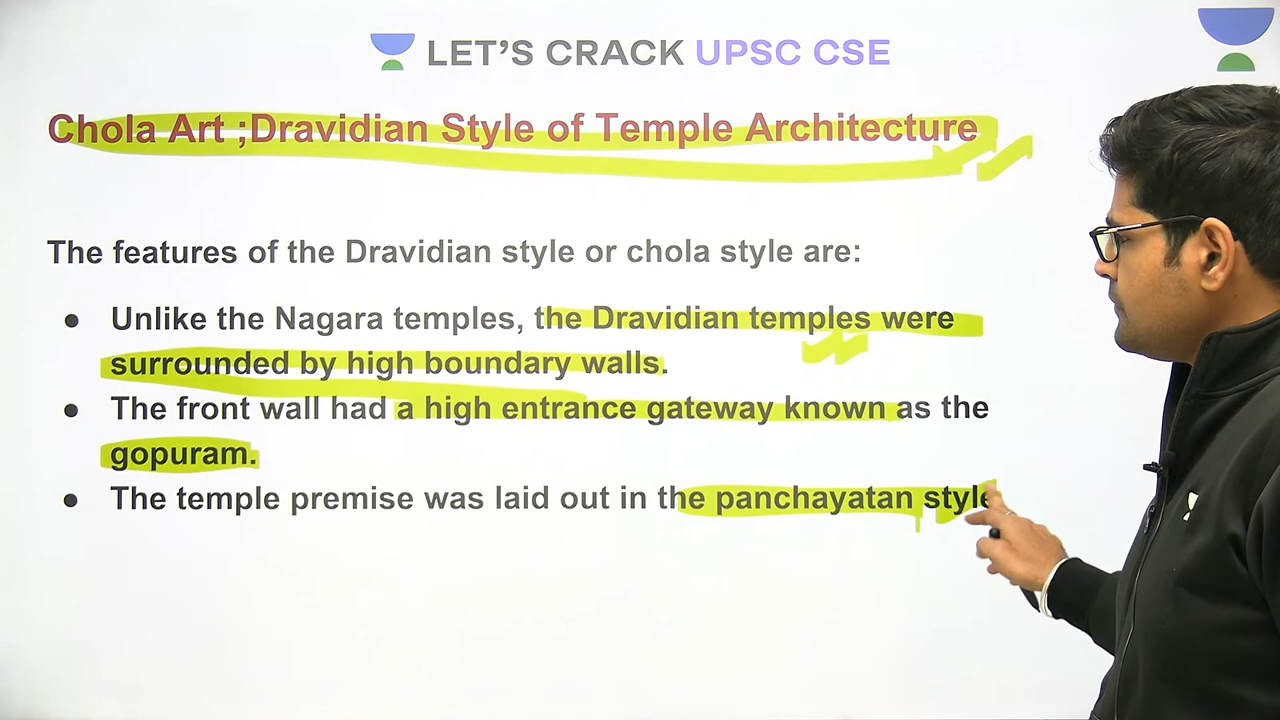 LET'S CRACK UPSC CSE
Chola Art ;Dravidian Style of Temple Architecture
The features of the Dravidian style or chola style are:
● Unlike the Nagara temples, the Dravidian temples were
surrounded by high boundary walls.
● The front wall had a high entrance gateway known as the
gopuram.
● The temple premise was laid out in the panchayatan style